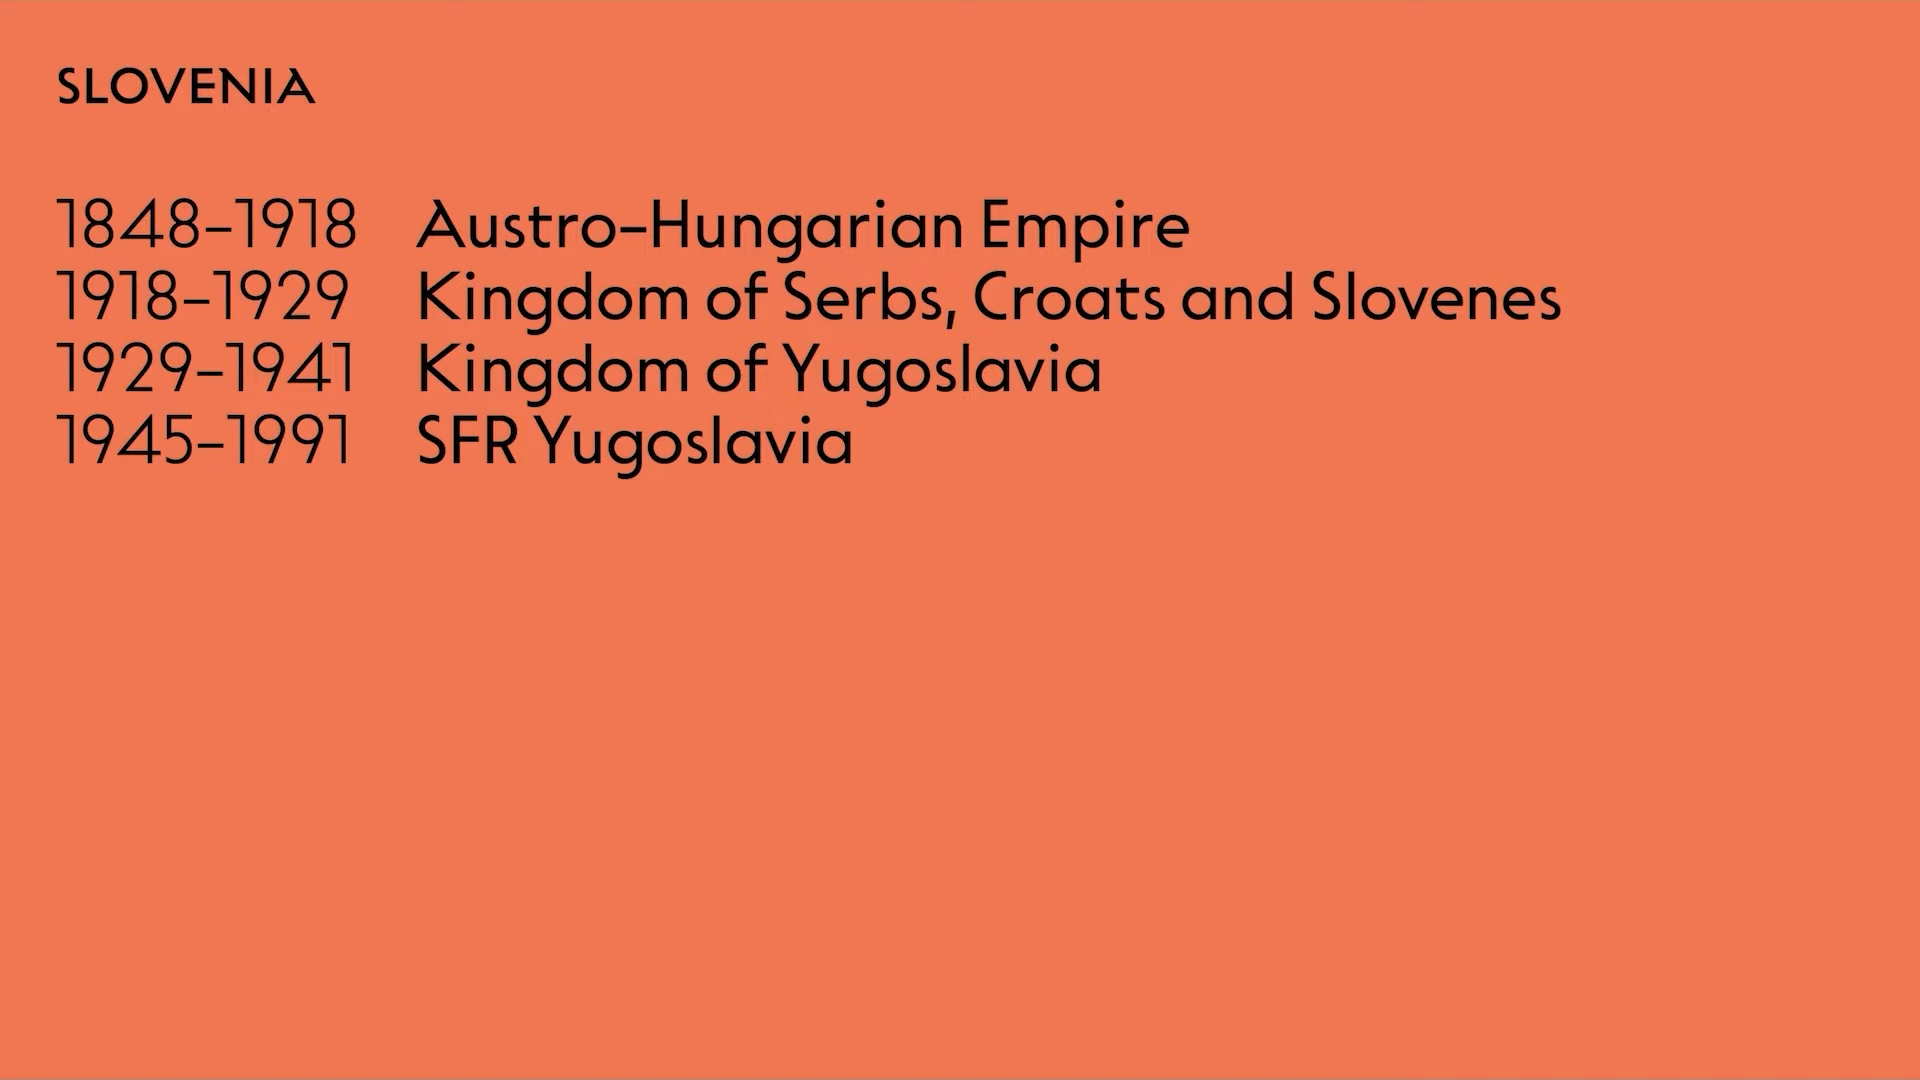 SLOVENIA
1848–1918 Austro-Hungarian Empire
1918–1929 Kingdom of Serbs, Croats and Slovenes
1929–1941 Kingdom of Yugoslavia
1945–1991 SFR Yugoslavia